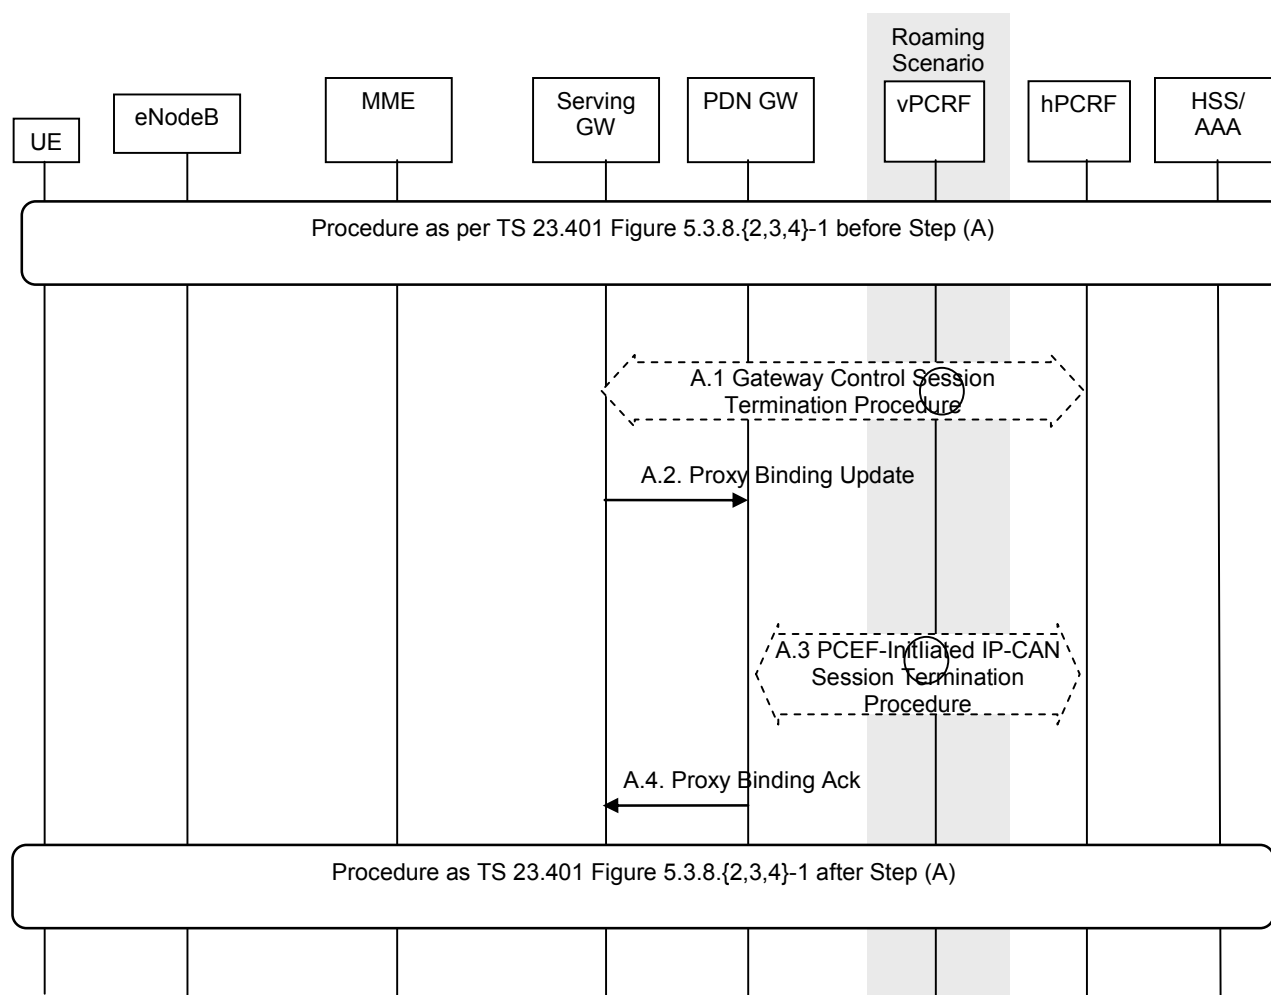 Roaming
Scenario
UE
eNodeB
MME
Serving
GW
PDN GW
vPCRF
hPCRF
HSS/
AAA
Procedure as per TS 23.401 Figure 5.3.8.{2,3,4}-1 before Step (A)
A.1 Gateway Control Session
Termination Procedure
A.2. Proxy Binding Update
A.3 PCEF-Initliated IP-CAN
Session Termination
Procedure
A.4. Proxy Binding Ack
Procedure as TS 23.401 Figure 5.3.8.{2,3,4}-1 after Step (A)